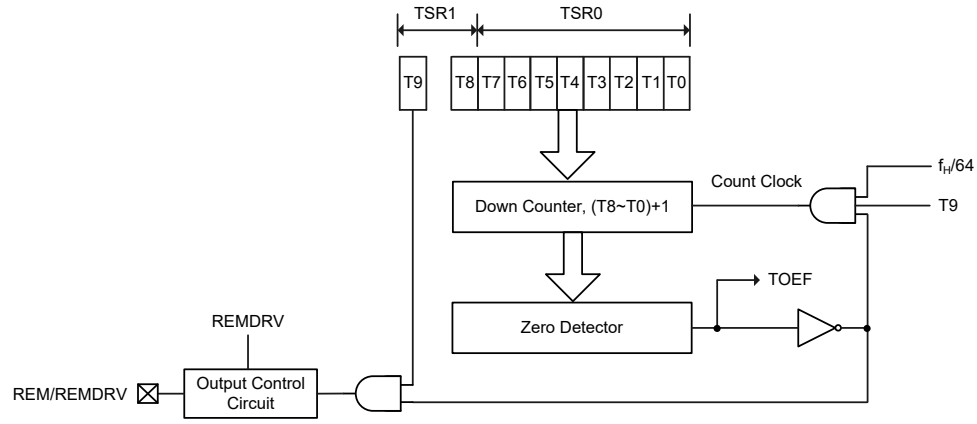 TSR1 TSR0
T9 T8 T7 T6 T5 T4 T3 T2 T1 T0
f_H/64
Count Clock
Down Counter, (T8~T0)+1
T9
TOEF
Zero Detector
REMDRV
Output Control
Circuit
REM/REMDRV